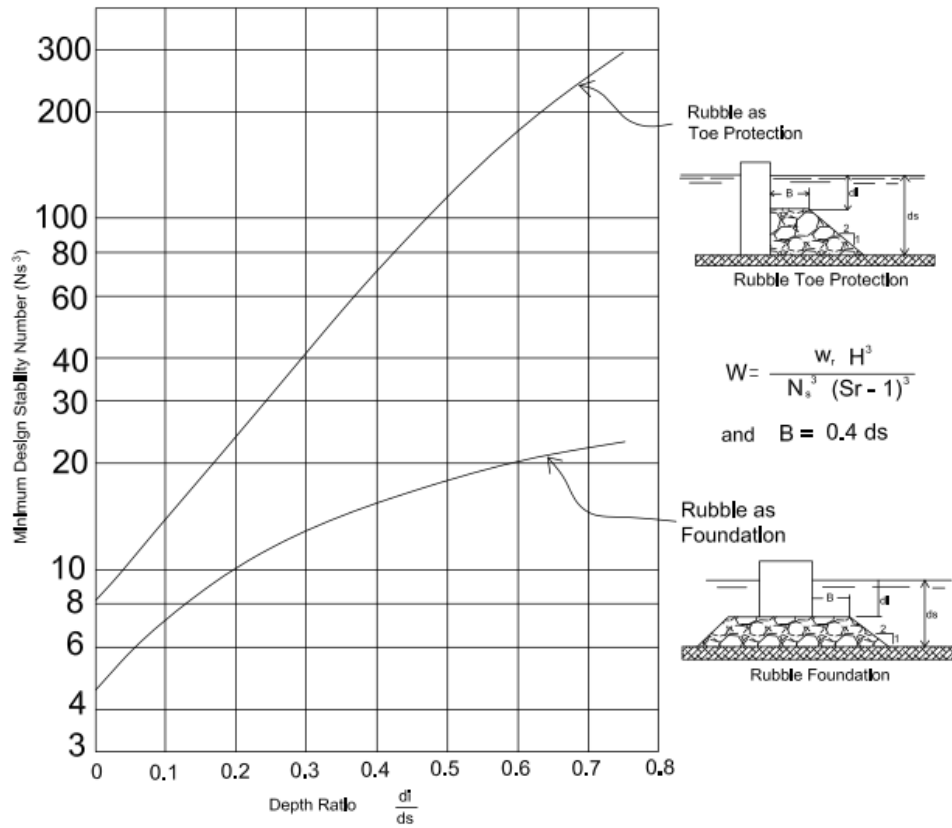 300
200
100
80
60
40
30
20
10
8
6
4
3
Minimum Design Stability Number (Ns³)
0 0.1 0.2 0.3 0.4 0.5 0.6 0.7 0.8
Depth Ratio di/ds
Rubble as
Toe Protection
B
di
ds
2
1
Rubble Toe Protection
W= wᵣ H³ / Nₛ³ (Sr - 1)³
and B = 0.4 ds
Rubble as
Foundation
B
di
ds
2
1
Rubble Foundation